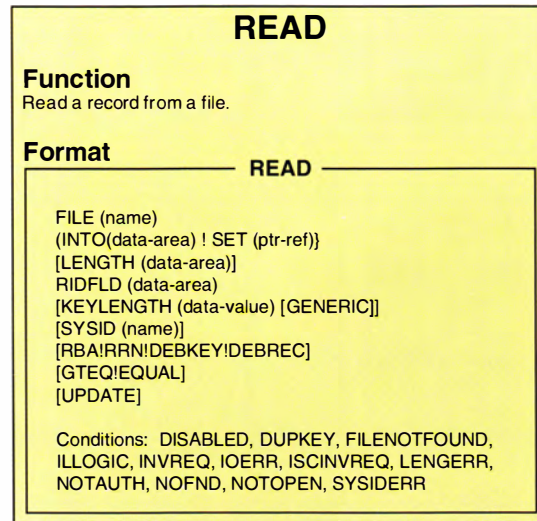 READ
Function
Read a record from a file.
Format
READ
FILE (name)
(INTO(data-area) ! SET (ptr-ref)}
[LENGTH (data-area)]
RIDFLD (data-area)
[KEYLENGTH (data-value) [GENERIC]]
[SYSID (name)]
[RBA!RRN!DEBKEY!DEBREC]
[GTEQ!EQUAL]
[UPDATE]
Conditions: DISABLED, DUPKEY, FILENOTFOUND,
ILLOGIC, INVREQ, IOERR, ISCINVREQ, LENGERR,
NOTAUTH, NOFND, NOTOPEN, SYSIDERR